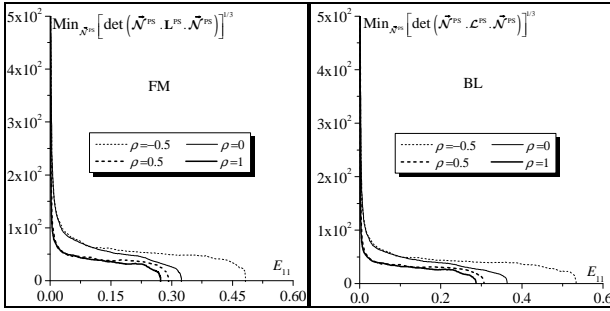 5x10²
Min_{𝒩⃗^PS}[det(𝒩⃗^PS . L^PS . 𝒩⃗^PS)]^{1/3}
4x10²
FM
3x10²
ρ=−0.5 ρ=0
ρ=0.5 ρ=1
2x10²
1x10²
E₁₁
0
0.00 0.15 0.30 0.45 0.60
5x10²
Min_{𝒩⃗^PS}[det(𝒩⃗^PS . ℒ^PS . 𝒩⃗^PS)]^{1/3}
4x10²
BL
3x10²
ρ=−0.5 ρ=0
ρ=0.5 ρ=1
2x10²
1x10²
E₁₁
0
0.0 0.2 0.4 0.6